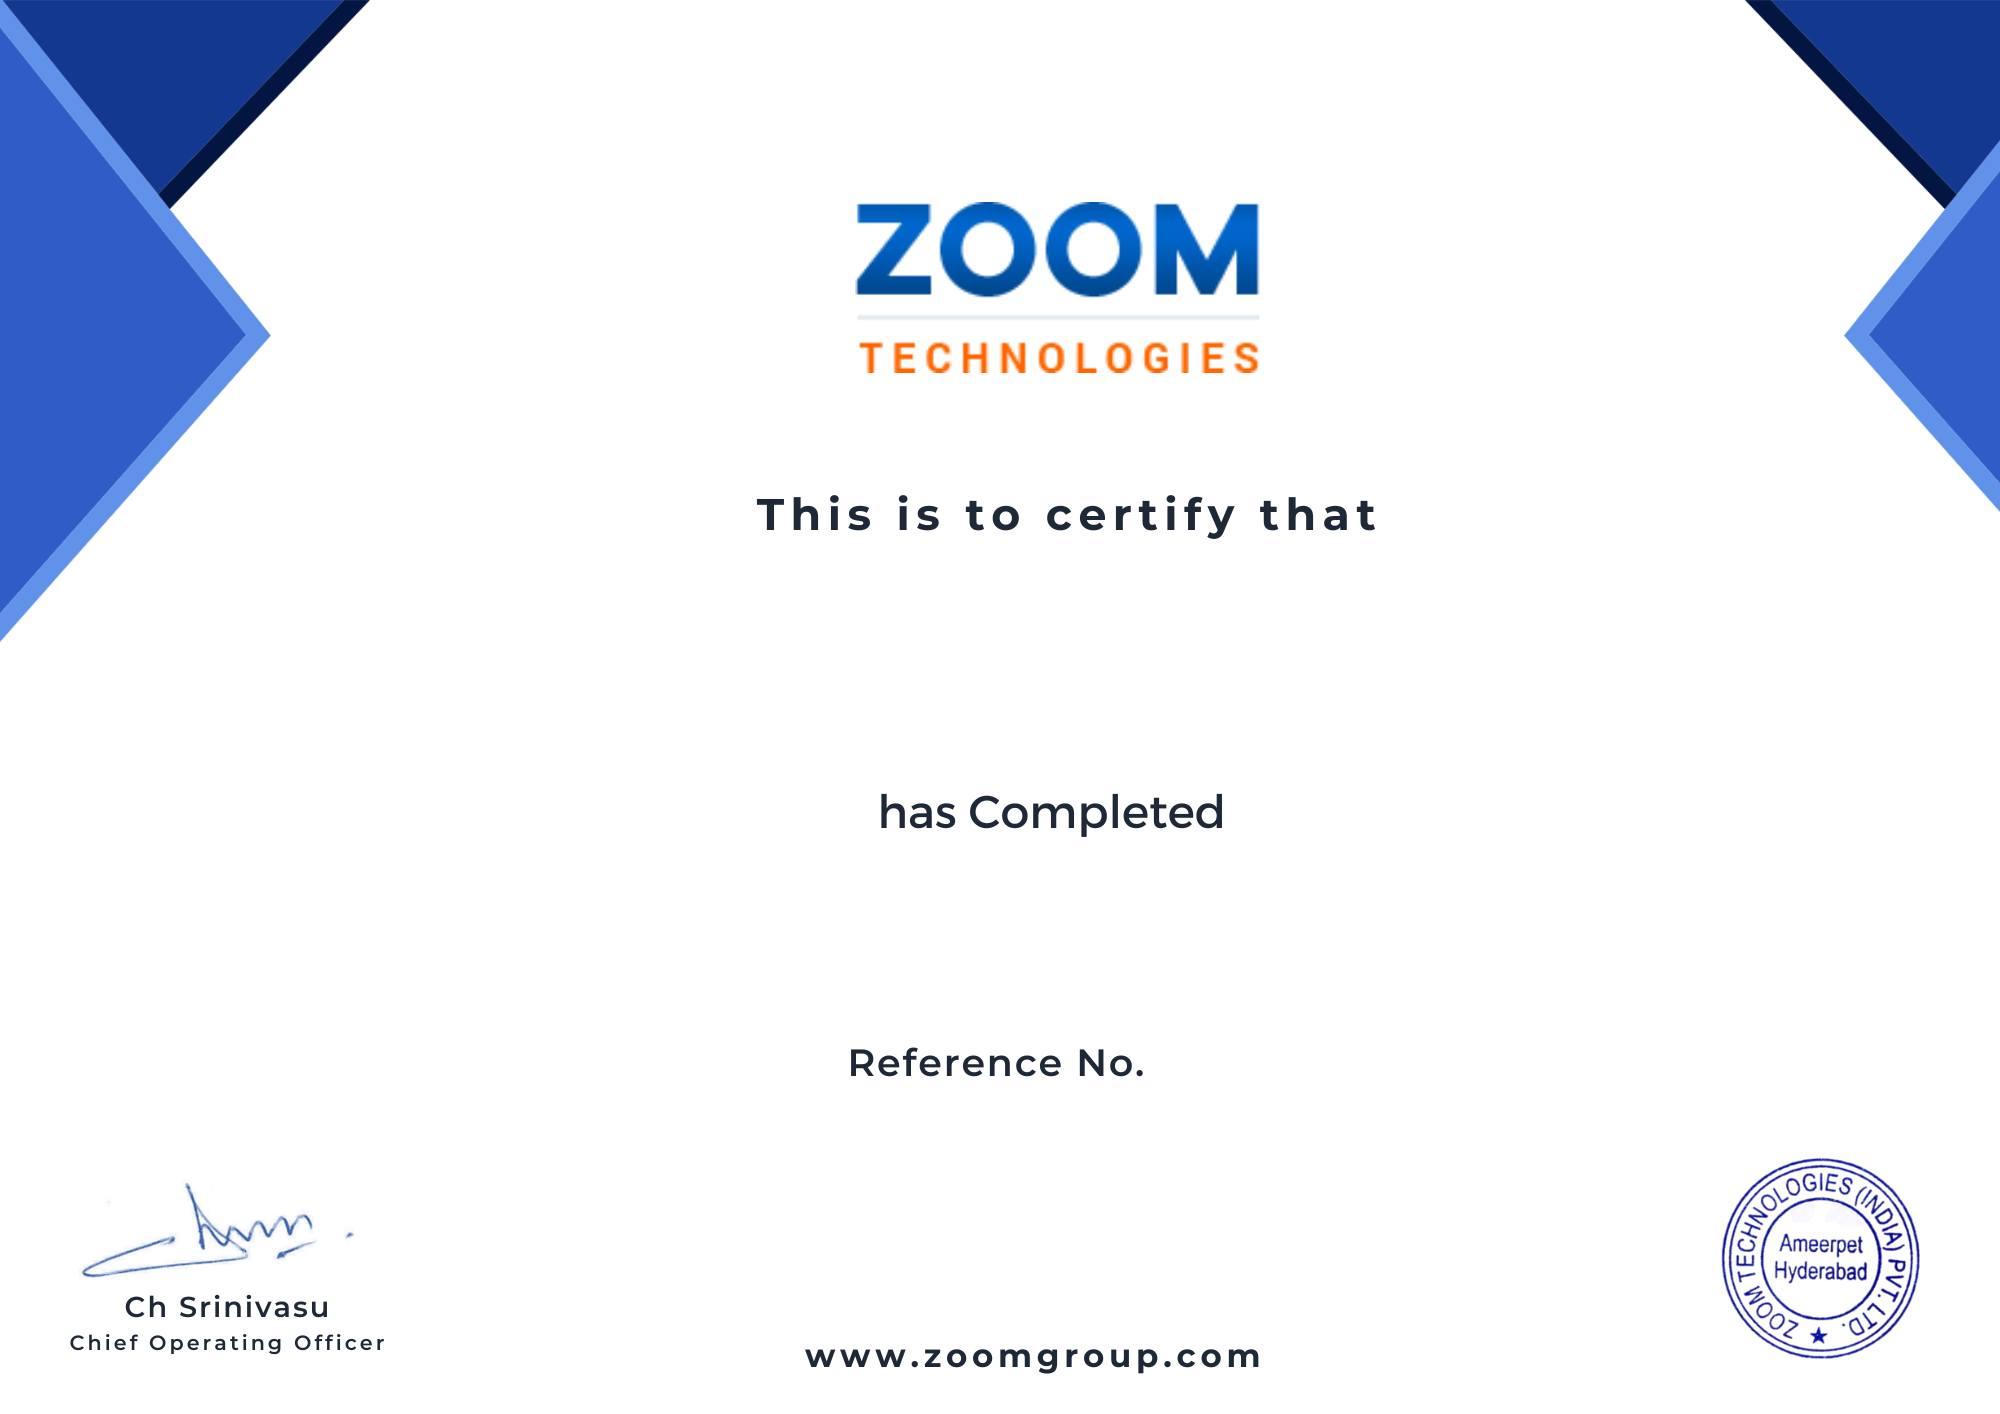 ZOOM
TECHNOLOGIES
This is to certify that
has Completed
Reference No.
Ch Srinivasu
Chief Operating Officer
www.zoomgroup.com
ZOOM TECHNOLOGIES (INDIA) PVT. LTD.
Ameerpet
Hyderabad